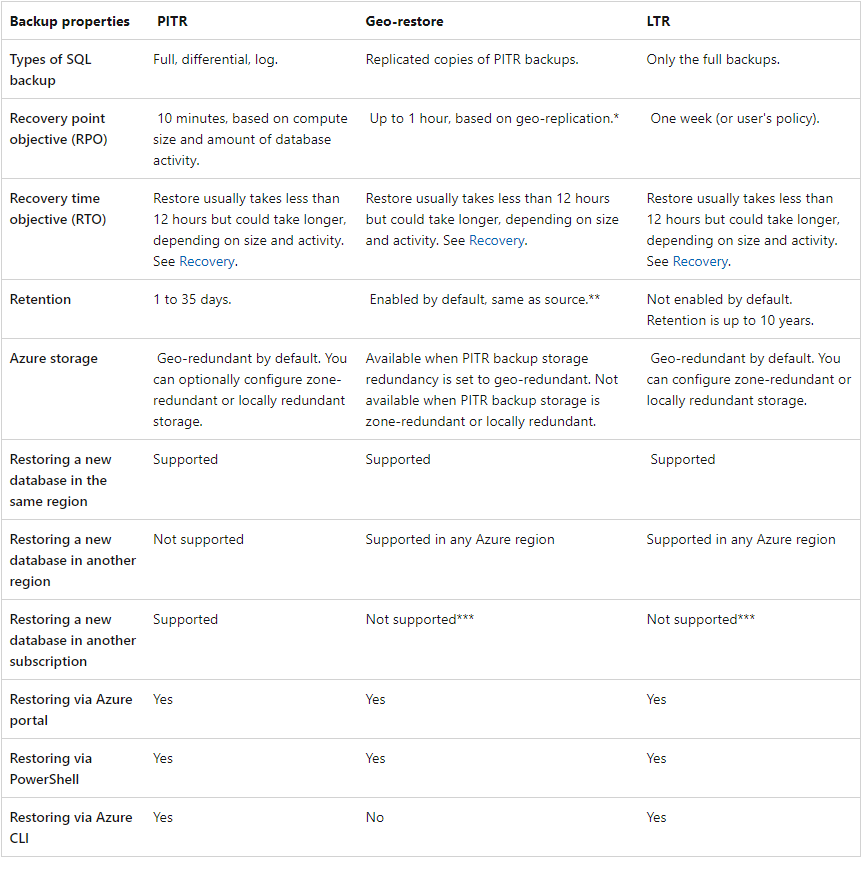 Backup properties PITR Geo-restore LTR
Types of SQL backup
Full, differential, log.
Replicated copies of PITR backups.
Only the full backups.
Recovery point
objective (RPO)
10 minutes, based on compute
size and amount of database
activity.
Up to 1 hour, based on geo-replication.*
One week (or user's policy).
Recovery time
objective (RTO)
Restore usually takes less than
12 hours but could take longer,
depending on size and activity.
See Recovery.
Restore usually takes less than 12 hours
but could take longer, depending on size
and activity. See Recovery.
Restore usually takes less than
12 hours but could take longer,
depending on size and activity.
See Recovery.
Retention
1 to 35 days.
Enabled by default, same as source.**
Not enabled by default.
Retention is up to 10 years.
Azure storage
Geo-redundant by default. You
can optionally configure zone-
redundant or locally redundant
storage.
Available when PITR backup storage
redundancy is set to geo-redundant. Not
available when PITR backup storage is
zone-redundant or locally redundant.
Geo-redundant by default. You
can configure zone-redundant or
locally redundant storage.
Restoring a new
database in the
same region
Supported
Supported
Supported
Restoring a new
database in another
region
Not supported
Supported in any Azure region
Supported in any Azure region
Restoring a new
database in another
subscription
Supported
Not supported***
Not supported***
Restoring via Azure
portal
Yes
Yes
Yes
Restoring via
PowerShell
Yes
Yes
Yes
Restoring via Azure
CLI
Yes
No
Yes